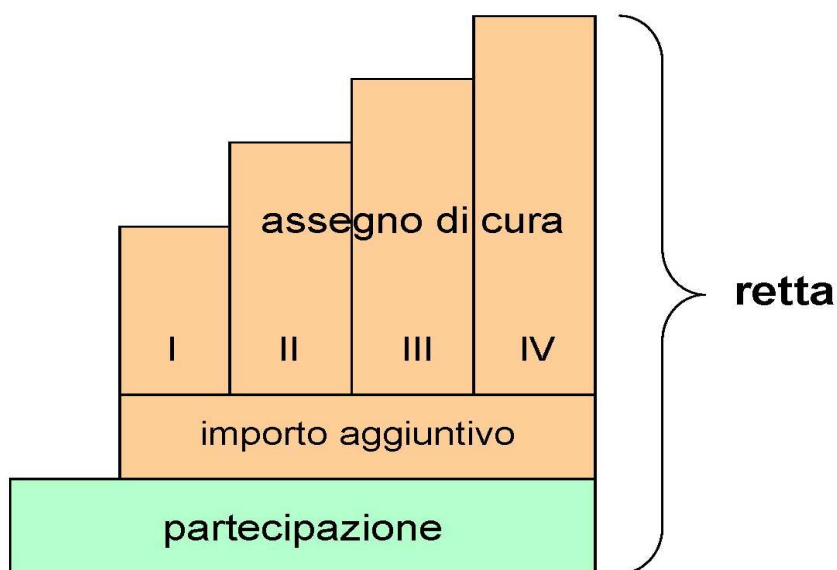 assegno di cura
retta
I II III IV
importo aggiuntivo
partecipazione